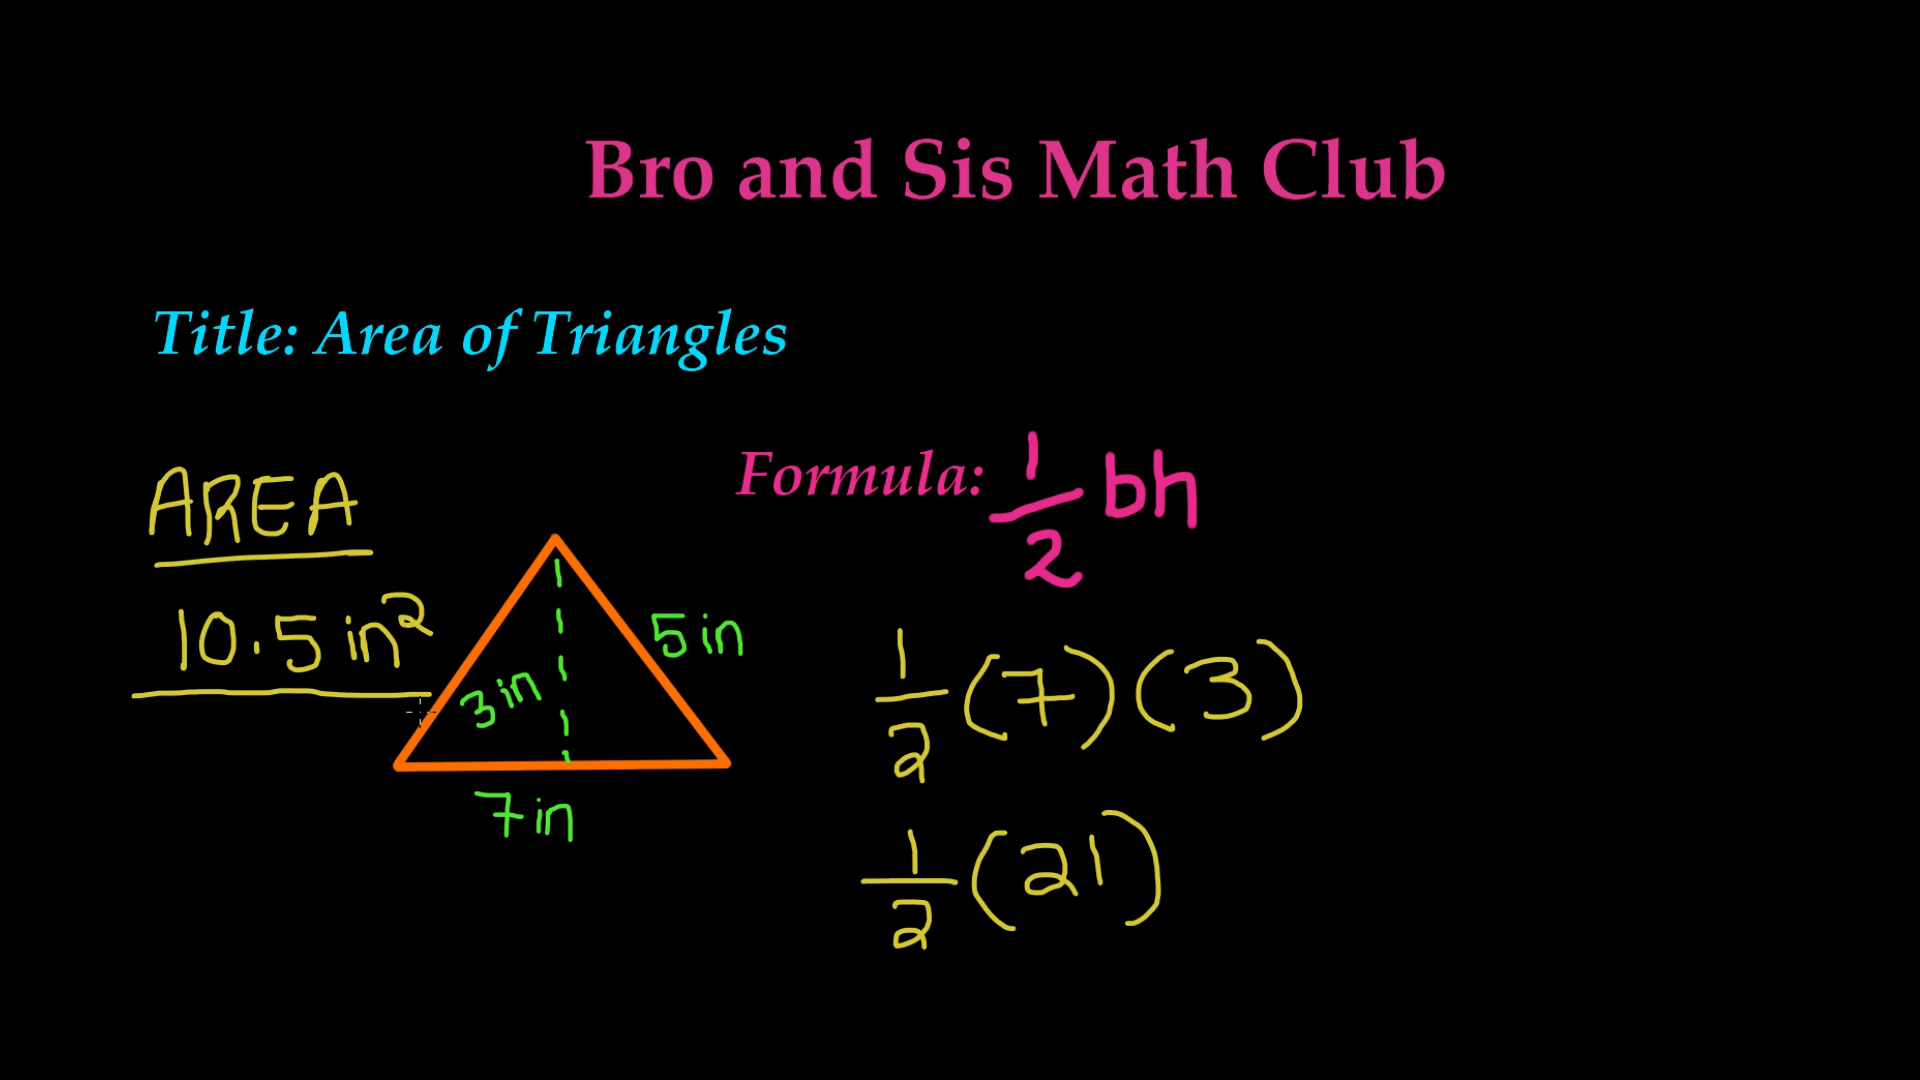 Bro and Sis Math Club
Title: Area of Triangles
Formula: 1/2 bh
AREA
10.5 in²
3 in
5 in
7 in
1/2 (7)(3)
1/2 (21)